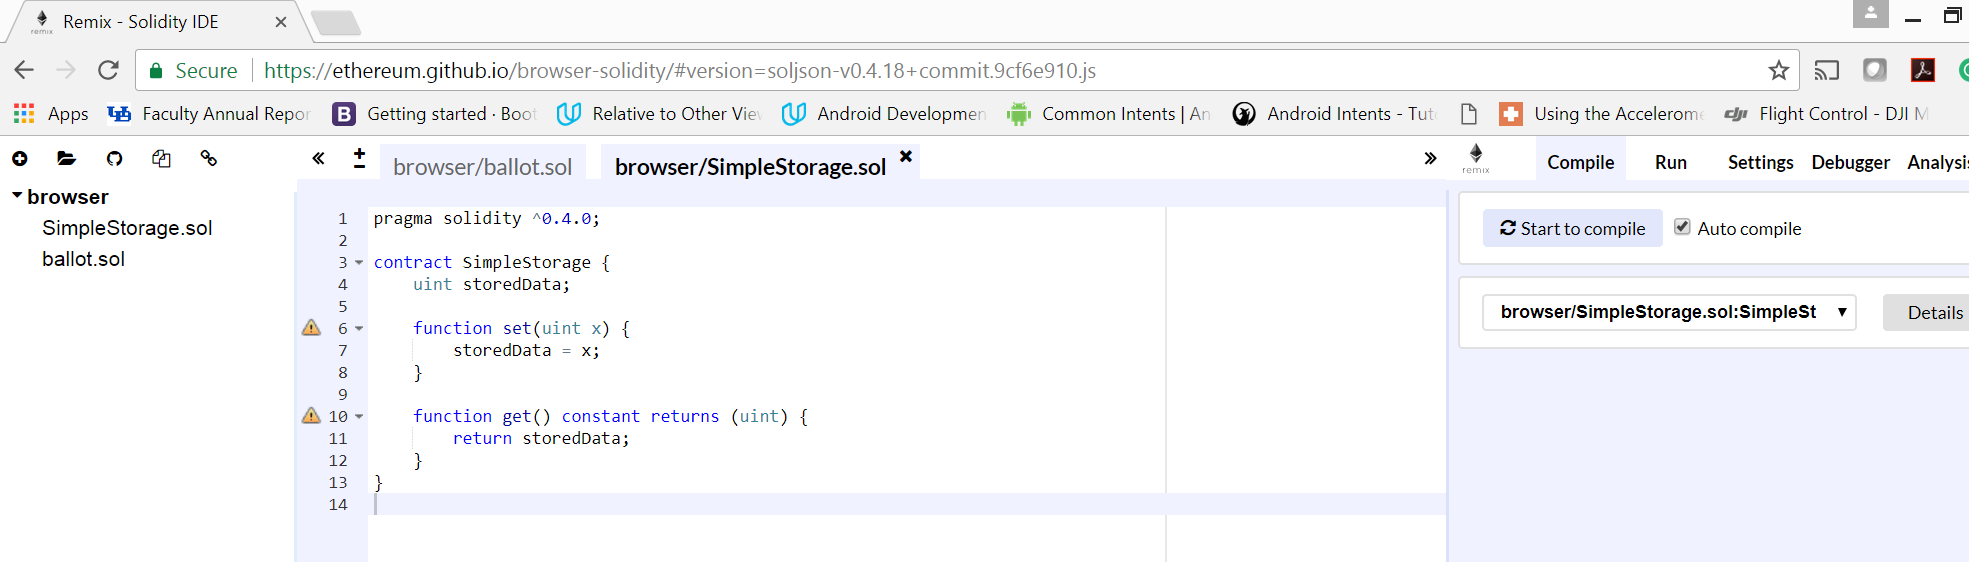 Remix - Solidity IDE
remix
Secure https://ethereum.github.io/browser-solidity/#version=soljson-v0.4.18+commit.9cf6e910.js
Apps Faculty Annual Repor Getting started · Boot Relative to Other Vie Android Developmen Common Intents | An Android Intents - Tut Using the Accelerome Flight Control - DJI M
browser/ballot.sol browser/SimpleStorage.sol remix Compile Run Settings Debugger Analysis
browser
SimpleStorage.sol
ballot.sol
1 pragma solidity ^0.4.0;
2
3 contract SimpleStorage {
4 uint storedData;
5
6 function set(uint x) {
7 storedData = x;
8 }
9
10 function get() constant returns (uint) {
11 return storedData;
12 }
13 }
14
Start to compile Auto compile
browser/SimpleStorage.sol:SimpleSt Details